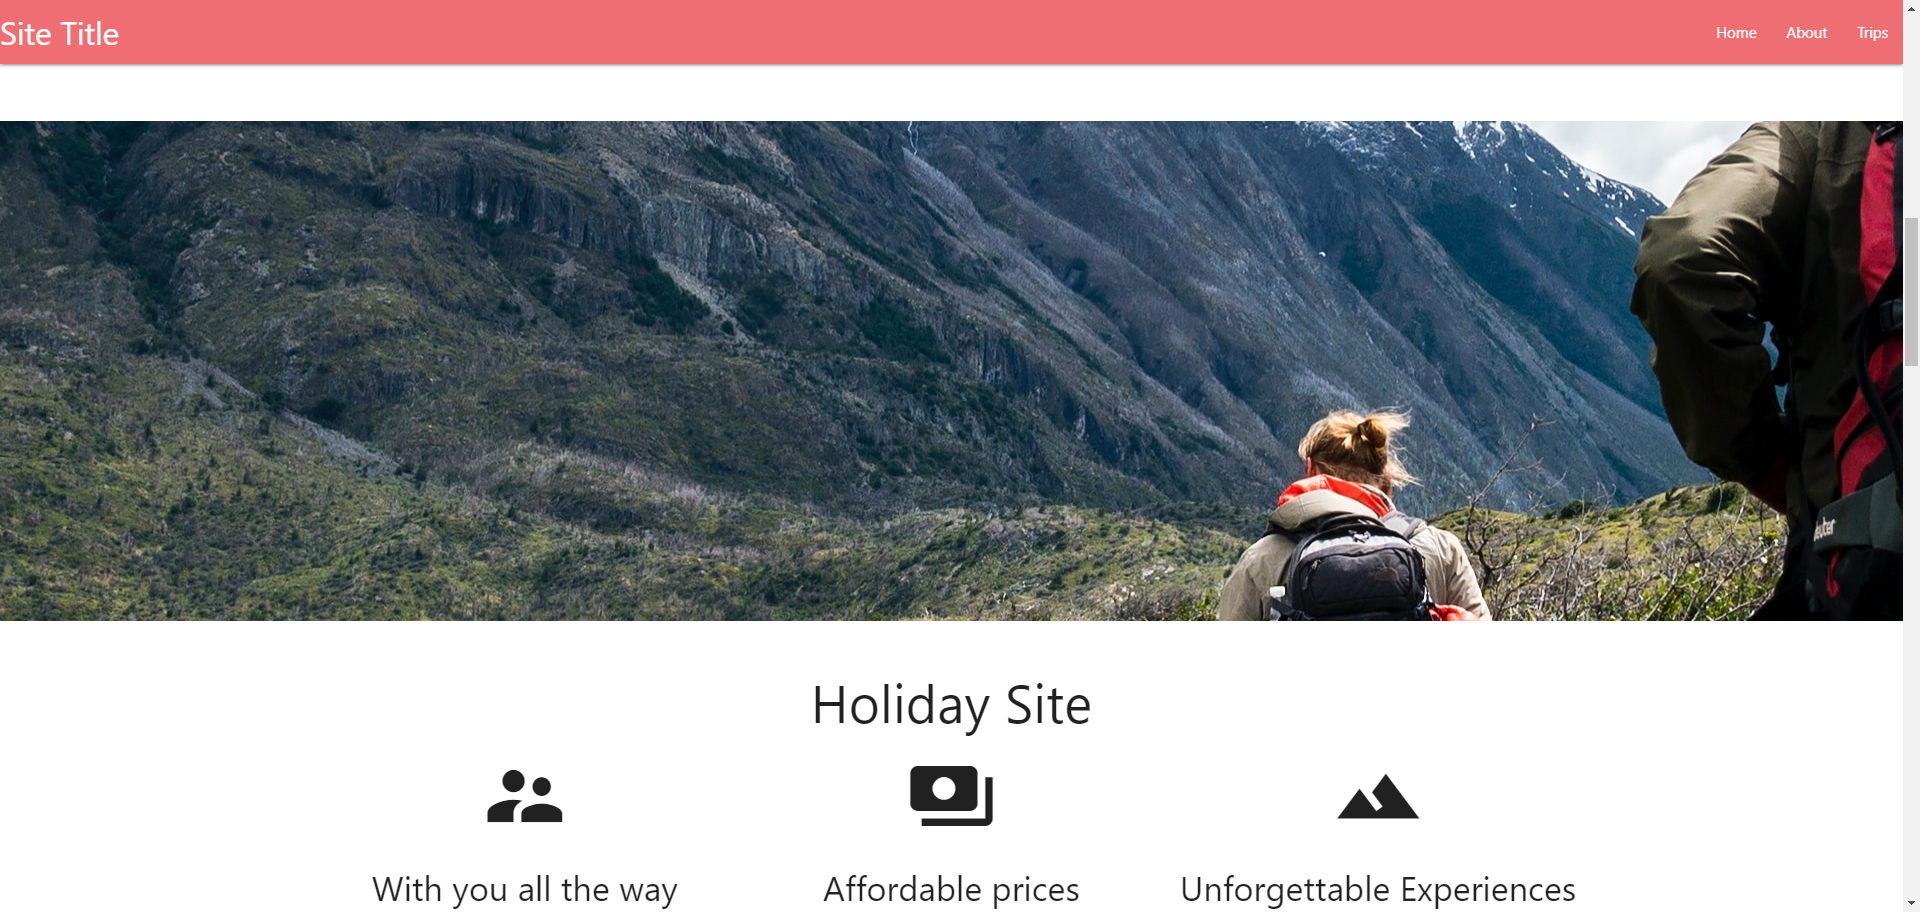 Site Title
Home About Trips
Holiday Site
With you all the way
Affordable prices
Unforgettable Experiences